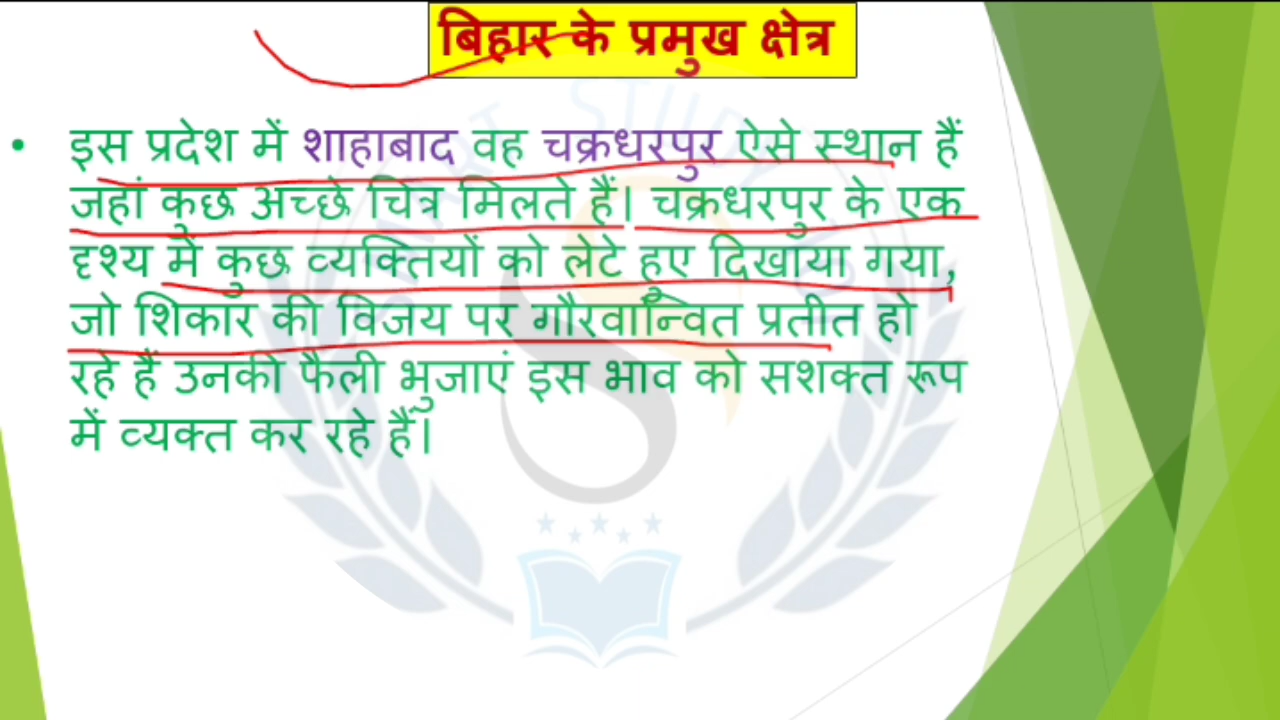 बिहार के प्रमुख क्षेत्र
• इस प्रदेश में शाहाबाद वह चक्रधरपुर ऐसे स्थान हैं
जहां कुछ अच्छे चित्र मिलते हैं। चक्रधरपुर के एक
दृश्य में कुछ व्यक्तियों को लेटे हुए दिखाया गया,
जो शिकार की विजय पर गौरवान्वित प्रतीत हो
रहे हैं उनकी फैली भुजाएं इस भाव को सशक्त रूप
में व्यक्त कर रहे हैं।